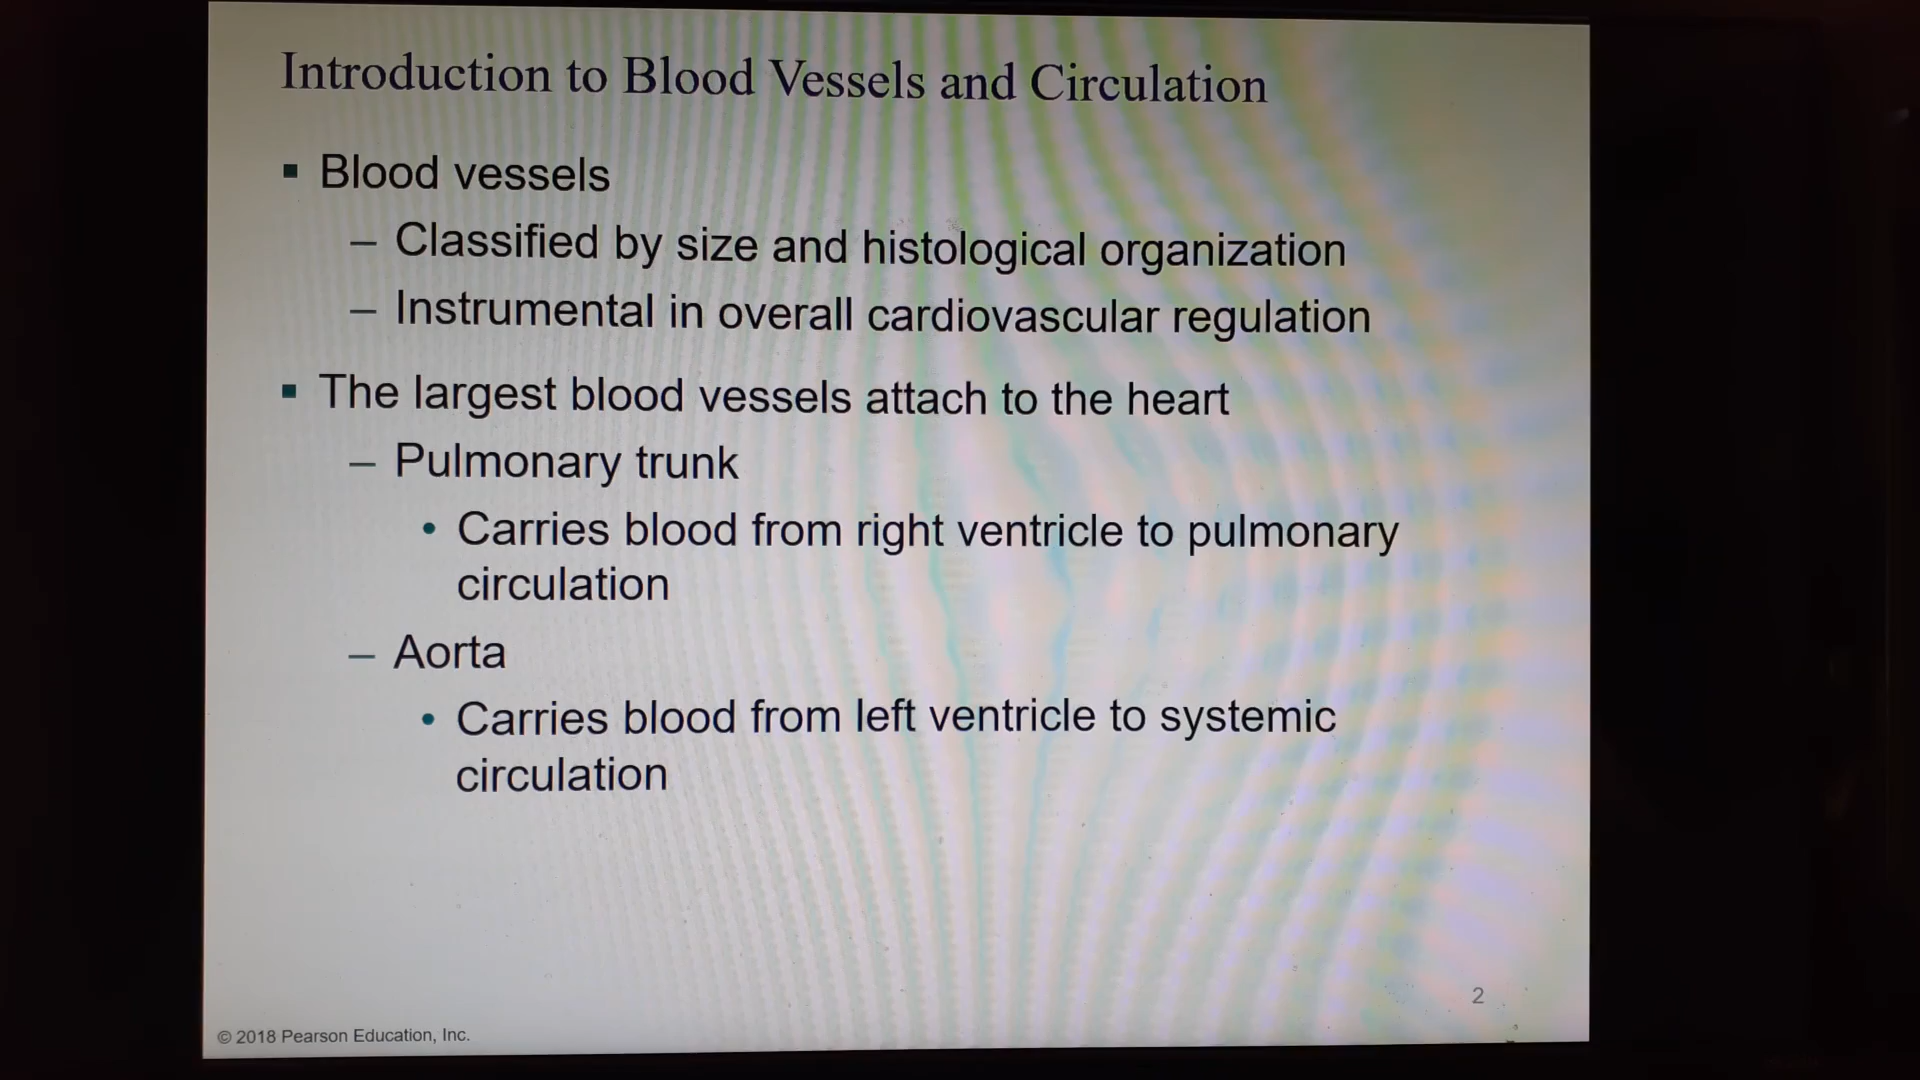 Introduction to Blood Vessels and Circulation
▪ Blood vessels
– Classified by size and histological organization
– Instrumental in overall cardiovascular regulation
▪ The largest blood vessels attach to the heart
– Pulmonary trunk
• Carries blood from right ventricle to pulmonary
circulation
– Aorta
• Carries blood from left ventricle to systemic
circulation
2
© 2018 Pearson Education, Inc.